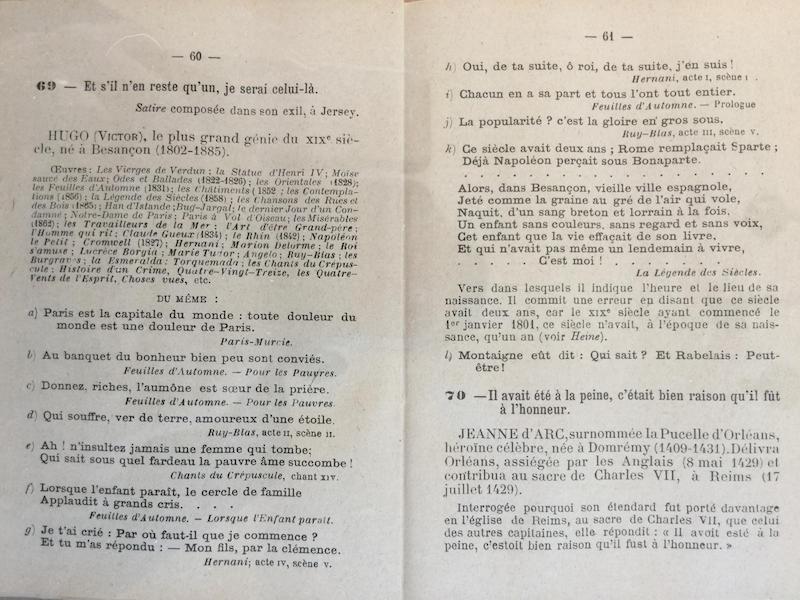 — 60 —
69 — Et s'il n'en reste qu'un, je serai celui-là.
Satire composée dans son exil, à Jersey.
HUGO (VICTOR), le plus grand génie du XIXe siè-
cle, né à Besançon (1802-1885).
Œuvres: Les Vierges de Verdun; la Statue d'Henri IV; Moïse
sauce des Eaux; Odes et Ballades (1822-1826); les Orientales (1828);
les Feuilles d'Automne (1831); les Châtiments (1852; les Contempla-
tions (1856); la Légende des Siècles (1858); les Chansons des Rues et
des Bois (1865; Han d'Islande; Bug-Jargal; le dernier Jour d'un Con-
damné; Notre-Dame de Paris; Paris à Vol d'Oiseau; les Misérables
(1862); les Travailleurs de la Mer; l'Art d'être Grand-père;
l'Homme qui rit; Claude Gueux (1834); le Rhin (1842); Napoléon
le Petit; Cromwell (1827); Hernani; Marion Delorme; le Roi
s'amuse; Lucrèce Borgia; Marie Tudor; Angelo; Ruy-Blas; les
Burgraves; la Esmeralda; Torquemada; les Chants du Crépus-
cule; Histoire d'un Crime, Quatre-Vingt-Treize, les Quatre-
Vents de l'Esprit, Choses vues, etc.
DU MÊME :
a) Paris est la capitale du monde : toute douleur du
monde est une douleur de Paris.
Paris-Murcie.
b) Au banquet du bonheur bien peu sont conviés.
Feuilles d'Automne. — Pour les Pauvres.
c) Donnez, riches, l'aumône est sœur de la prière.
Feuilles d'Automne. — Pour les Pauvres.
d) Qui souffre, ver de terre, amoureux d'une étoile.
Ruy-Blas, acte II, scène II.
e) Ah ! n'insultez jamais une femme qui tombe;
Qui sait sous quel fardeau la pauvre âme succombe !
Chants du Crépuscule, chant XIV.
f) Lorsque l'enfant paraît, le cercle de famille
Applaudit à grands cris. . . .
Feuilles d'Automne. — Lorsque l'Enfant paraît.
g) Je t'ai crié : Par où faut-il que je commence ?
Et tu m'as répondu : — Mon fils, par la clémence.
Hernani; acte IV, scène V.
— 61 —
h) Oui, de ta suite, ô roi, de ta suite, j'en suis !
Hernani, acte I, scène I .
i) Chacun en a sa part et tous l'ont tout entier.
Feuilles d'Automne. — Prologue
j) La popularité ? c'est la gloire en gros sous.
Ruy-Blas, acte III, scène V.
k) Ce siècle avait deux ans; Rome remplaçait Sparte;
Déjà Napoléon perçait sous Bonaparte.
. . . . . . . . . . . . . . . . . .
Alors, dans Besançon, vieille ville espagnole,
Jeté comme la graine au gré de l'air qui vole,
Naquit, d'un sang breton et lorrain à la fois,
Un enfant sans couleurs, sans regard et sans voix,
Cet enfant que la vie effaçait de son livre,
Et qui n'avait pas même un lendemain à vivre,
. . . . . C'est moi ! . . . . . . .
La Légende des Siècles.
Vers dans lesquels il indique l'heure et le lieu de sa
naissance. Il commit une erreur en disant que ce siècle
avait deux ans, car le XIXe siècle ayant commencé le
1er janvier 1801, ce siècle n'avait, à l'époque de sa nais-
sance, qu'un an (voir Heine).
l) Montaigne eût dit : Qui sait ? Et Rabelais : Peut-
être !
70 — Il avait été à la peine, c'était bien raison qu'il fût
à l'honneur.
JEANNE d'ARC, surnommée la Pucelle d'Orléans,
héroïne célèbre, née à Domrémy (1409-1431). Délivra
Orléans, assiégée par les Anglais (8 mai 1429) et
contribua au sacre de Charles VII, à Reims (17
juillet 1429).
Interrogée pourquoi son étendard fut porté davantage
en l'église de Reims, au sacre de Charles VII, que celui
des autres capitaines, elle répondit : « Il avoit esté à la
peine, c'estoit bien raison qu'il fust à l'honneur. »